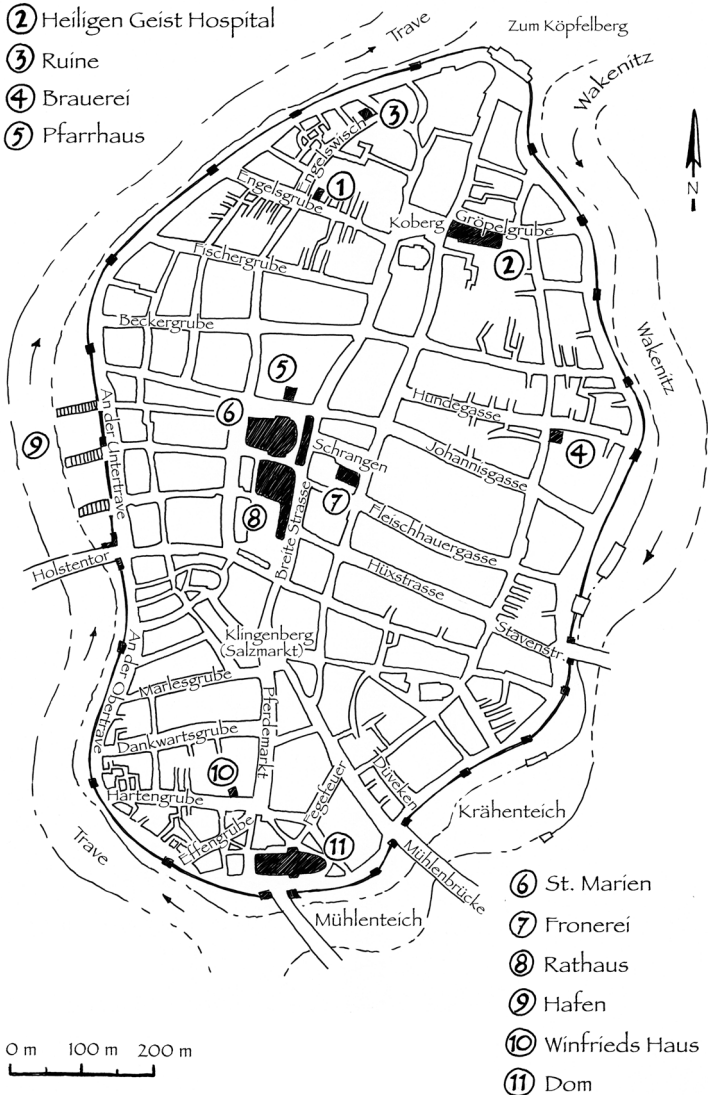 ② Heiligen Geist Hospital
③ Ruine
④ Brauerei
⑤ Pfarrhaus
Trave
Zum Köpfelberg
Wakenitz
N
③
Engelswisch
①
Engelsgrube
Koberg
Gröpelgrube
②
Fischergrube
Beckergrube
Wakenitz
⑤
⑥
Hundegasse
An der Untertrave
⑨
Schrangen
Johannisgasse
④
⑦
⑧
Breite Strasse
Fleischhauergasse
Holstentor
Hüxstrasse
Klingenberg
(Salzmarkt)
Stavenstr.
An der Obertrave
Marlesgrube
Pferdemarkt
Dankwartsgrube
⑩
Fegefeuer
Düveken
Hartengrube
Krähenteich
Effengrube
⑪
Trave
Mühlenbrücke
Mühlenteich
⑥ St. Marien
⑦ Fronerei
⑧ Rathaus
⑨ Hafen
⑩ Winfrieds Haus
⑪ Dom
0 m 100 m 200 m